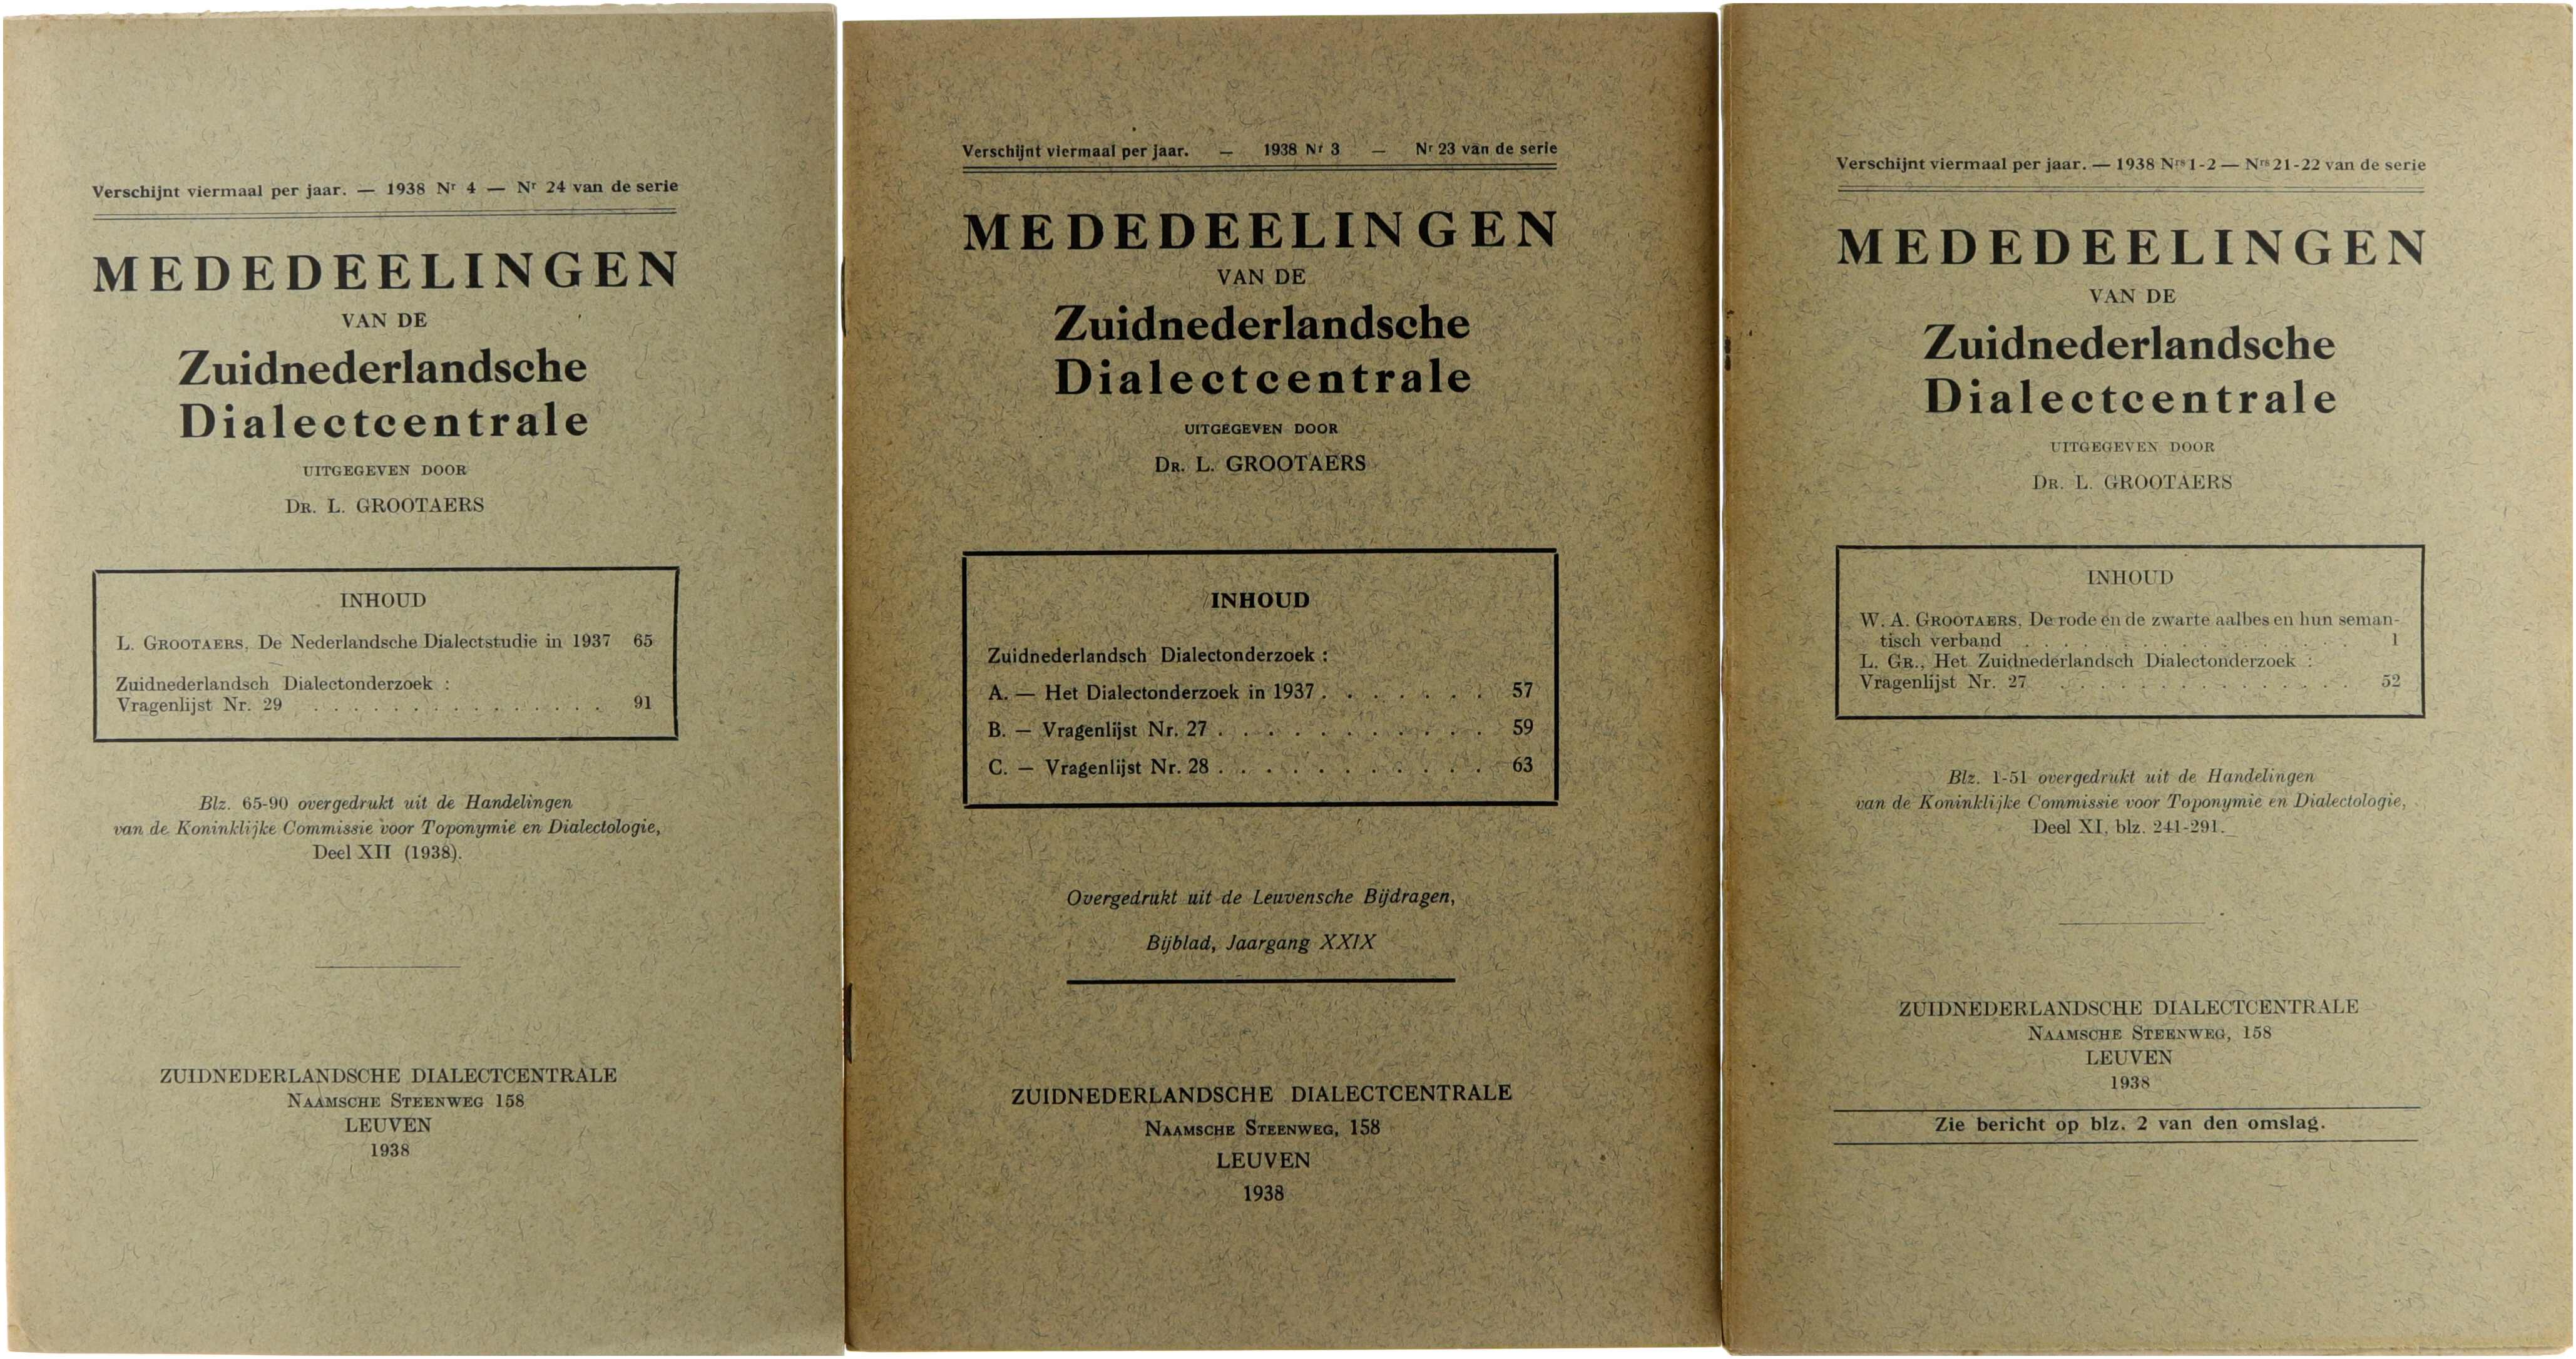 Verschijnt viermaal per jaar. — 1938 Nr 4 — Nr 24 van de serie
MEDEDEELINGEN
VAN DE
Zuidnederlandsche
Dialectcentrale
UITGEGEVEN DOOR
DR. L. GROOTAERS
INHOUD
L. GROOTAERS, De Nederlandsche Dialectstudie in 1937 65
Zuidnederlandsch Dialectonderzoek :
Vragenlijst Nr. 29 . . . . . . . . . . . . . . . 91
Blz. 65-90 overgedrukt uit de Handelingen
van de Koninklijke Commissie voor Toponymie en Dialectologie,
Deel XII (1938).
ZUIDNEDERLANDSCHE DIALECTCENTRALE
NAAMSCHE STEENWEG 158
LEUVEN
1938
Verschijnt viermaal per jaar. — 1938 Nr 3 — Nr 23 van de serie
MEDEDEELINGEN
VAN DE
Zuidnederlandsche
Dialectcentrale
UITGEGEVEN DOOR
DR. L. GROOTAERS
INHOUD
Zuidnederlandsch Dialectonderzoek :
A. — Het Dialectonderzoek in 1937 . . . . . . . 57
B. — Vragenlijst Nr. 27 . . . . . . . . . . . 59
C. — Vragenlijst Nr. 28 . . . . . . . . . . . 63
Overgedrukt uit de Leuvensche Bijdragen,
Bijblad, Jaargang XXIX
ZUIDNEDERLANDSCHE DIALECTCENTRALE
NAAMSCHE STEENWEG, 158
LEUVEN
1938
Verschijnt viermaal per jaar. — 1938 Nrs 1-2 — Nrs 21-22 van de serie
MEDEDEELINGEN
VAN DE
Zuidnederlandsche
Dialectcentrale
UITGEGEVEN DOOR
DR. L. GROOTAERS
INHOUD
W. A. GROOTAERS, De rode en de zwarte aalbes en hun seman-
tisch verband . . . . . . . . . . . . . . . 1
L. GR., Het Zuidnederlandsch Dialectonderzoek :
Vragenlijst Nr. 27 . . . . . . . . . . . . . . . 52
Blz. 1-51 overgedrukt uit de Handelingen
van de Koninklijke Commissie voor Toponymie en Dialectologie,
Deel XI, blz. 241-291.
ZUIDNEDERLANDSCHE DIALECTCENTRALE
NAAMSCHE STEENWEG, 158
LEUVEN
1938
Zie bericht op blz. 2 van den omslag.